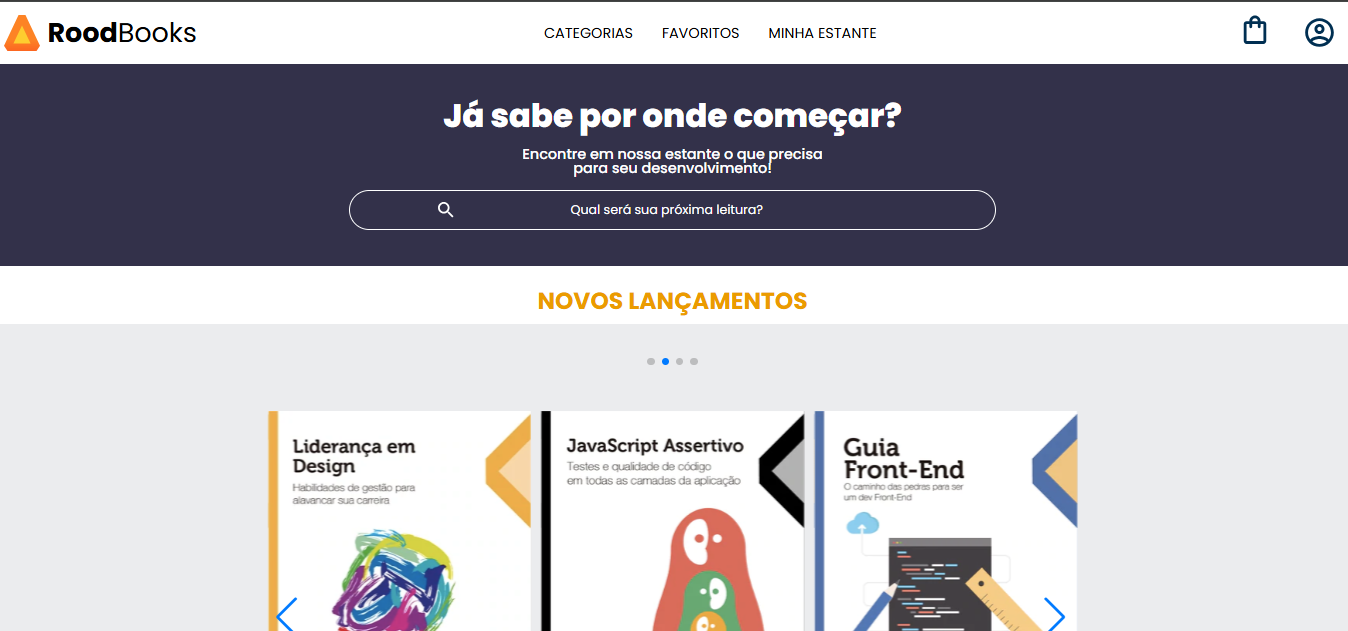 RoodBooks
CATEGORIAS FAVORITOS MINHA ESTANTE
Já sabe por onde começar?
Encontre em nossa estante o que precisa
para seu desenvolvimento!
Qual será sua próxima leitura?
NOVOS LANÇAMENTOS
Liderança em
Design
Habilidades de gestão para
alavancar sua carreira
JavaScript Assertivo
Testes e qualidade de código
em todas as camadas da aplicação
Guia
Front-End
O caminho das pedras para ser
um dev Front-End